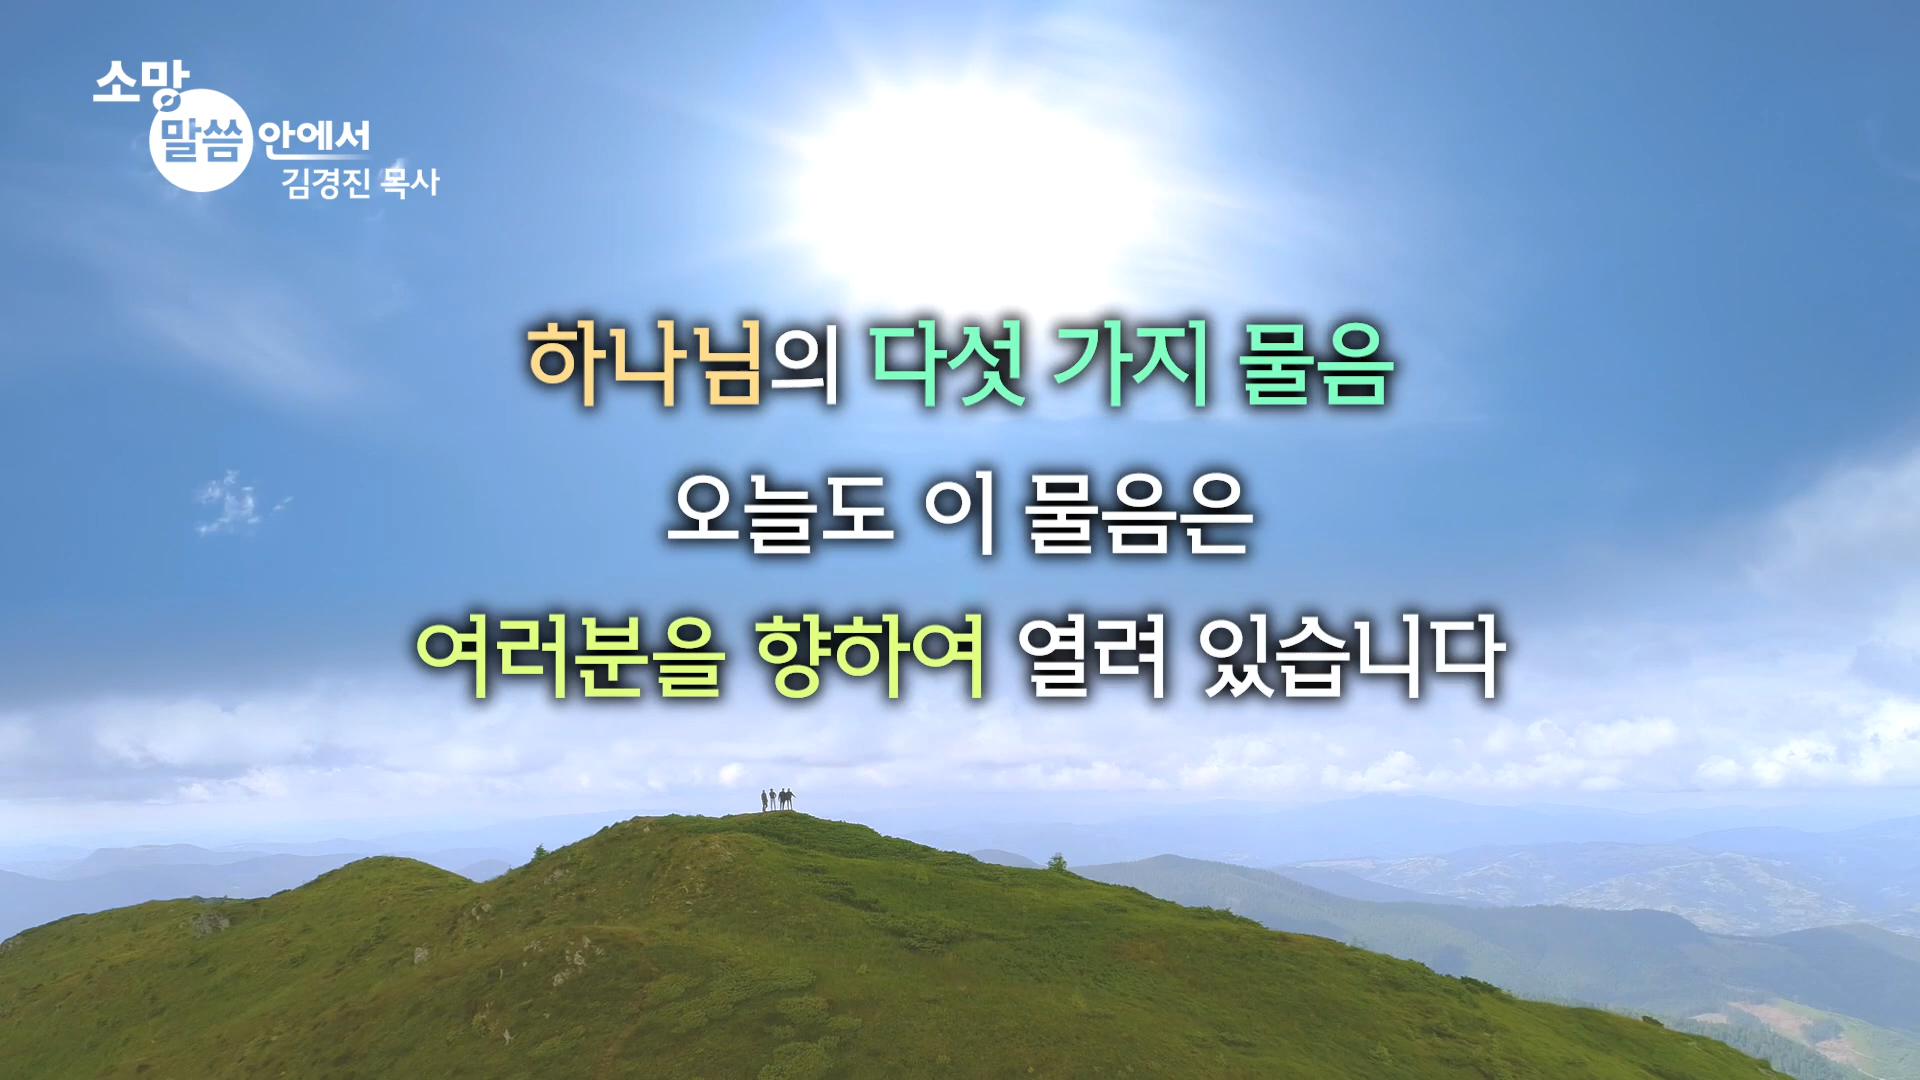 소망
말씀 안에서
김경진 목사
하나님의 다섯 가지 물음
오늘도 이 물음은
여러분을 향하여 열려 있습니다